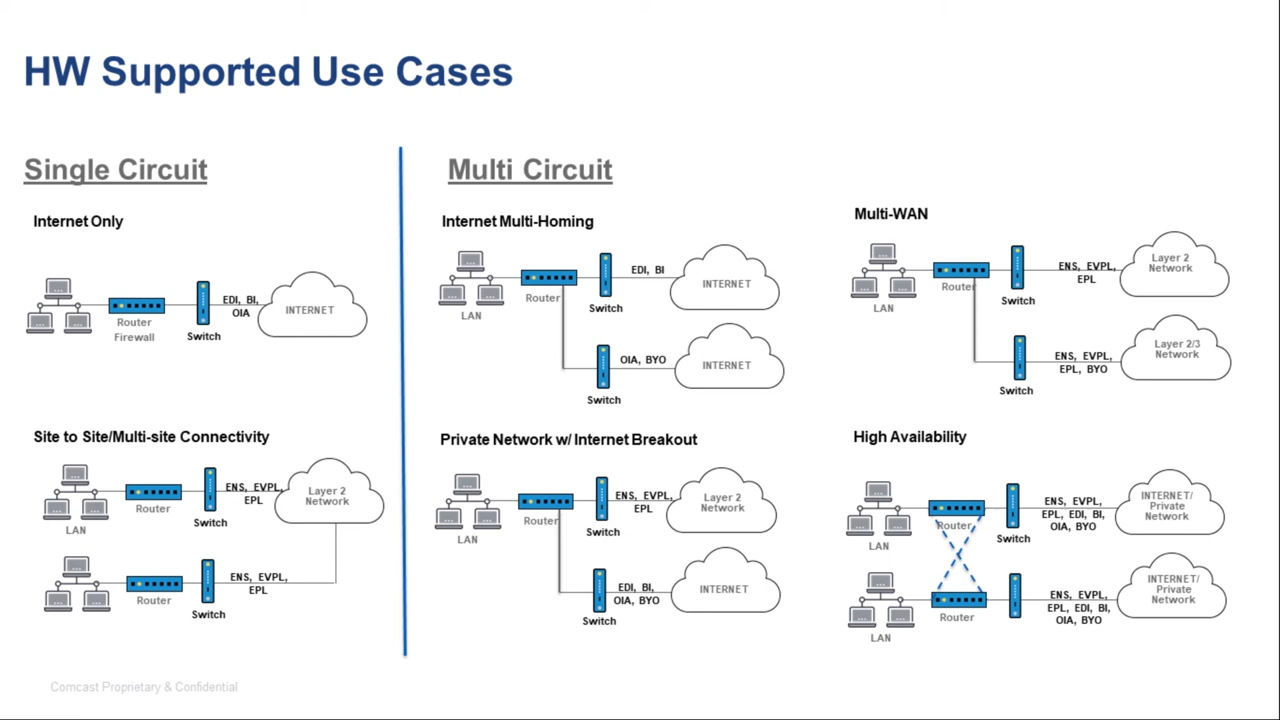 HW Supported Use Cases
Single Circuit
Internet Only
Router
Firewall
Switch
EDI, BI,
OIA
INTERNET
Site to Site/Multi-site Connectivity
LAN
Router
Switch
ENS, EVPL,
EPL
Layer 2
Network
Router
Switch
ENS, EVPL,
EPL
Multi Circuit
Internet Multi-Homing
LAN
Router
Switch
EDI, BI
INTERNET
Switch
OIA, BYO
INTERNET
Multi-WAN
LAN
Router
Switch
ENS, EVPL,
EPL
Layer 2
Network
Switch
ENS, EVPL,
EPL, BYO
Layer 2/3
Network
Private Network w/ Internet Breakout
LAN
Router
Switch
ENS, EVPL,
EPL
Layer 2
Network
Switch
EDI, BI,
OIA, BYO
INTERNET
High Availability
LAN
Router
Switch
ENS, EVPL,
EPL, EDI, BI,
OIA, BYO
INTERNET/
Private
Network
LAN
Router
ENS, EVPL,
EPL, EDI, BI,
OIA, BYO
INTERNET/
Private
Network
Comcast Proprietary & Confidential